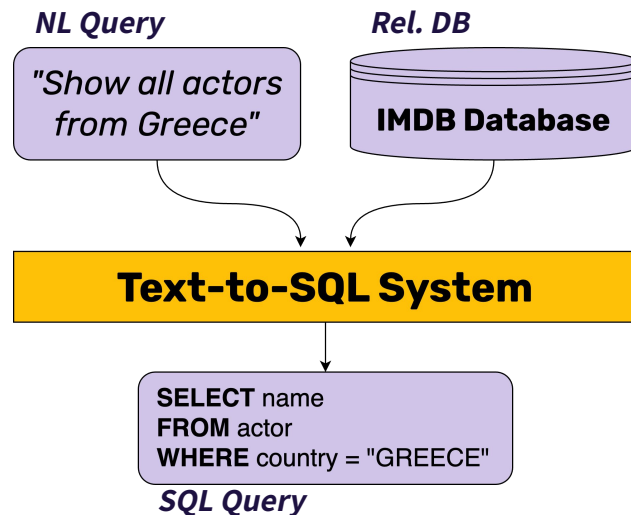 NL Query
Rel. DB
"Show all actors
from Greece"
IMDB Database
Text-to-SQL System
SELECT name
FROM actor
WHERE country = "GREECE"
SQL Query